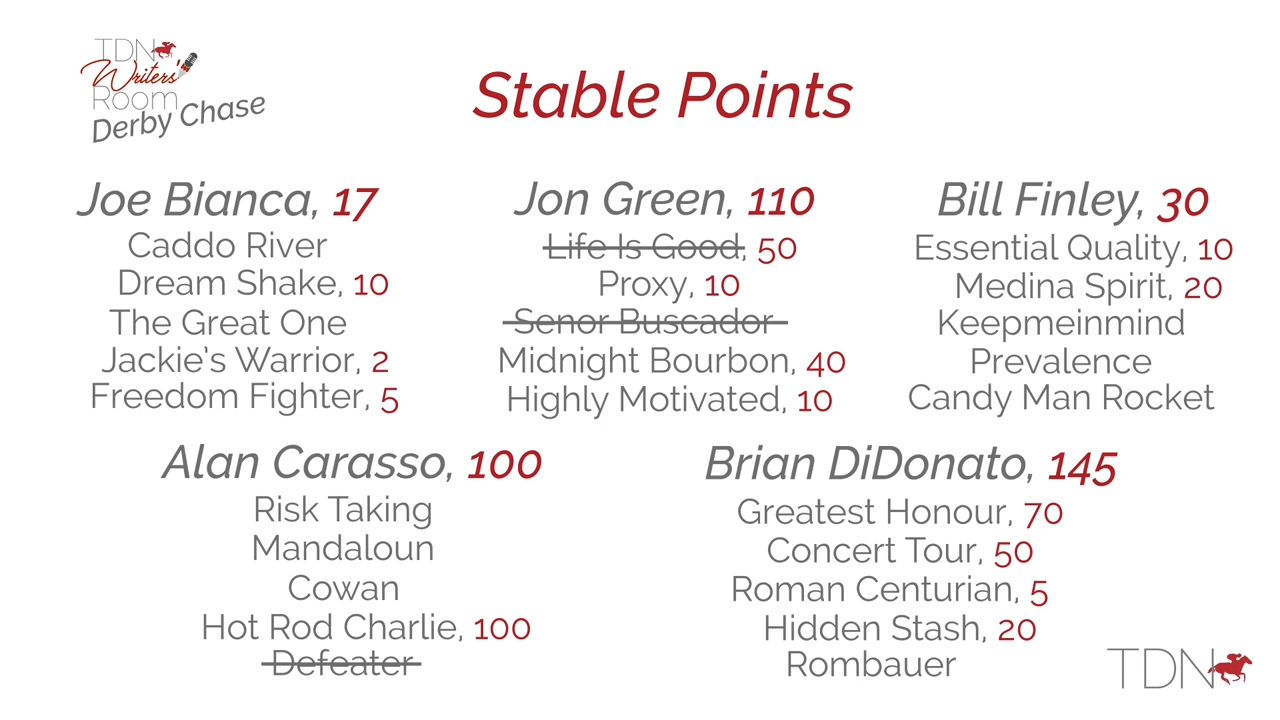 TDN
Writers'
Room
Derby Chase
Stable Points
Joe Bianca, 17
Caddo River
Dream Shake, 10
The Great One
Jackie's Warrior, 2
Freedom Fighter, 5
Jon Green, 110
Life Is Good, 50
Proxy, 10
Senor Buscador
Midnight Bourbon, 40
Highly Motivated, 10
Bill Finley, 30
Essential Quality, 10
Medina Spirit, 20
Keepmeinmind
Prevalence
Candy Man Rocket
Alan Carasso, 100
Risk Taking
Mandaloun
Cowan
Hot Rod Charlie, 100
Defeater
Brian DiDonato, 145
Greatest Honour, 70
Concert Tour, 50
Roman Centurian, 5
Hidden Stash, 20
Rombauer
TDN